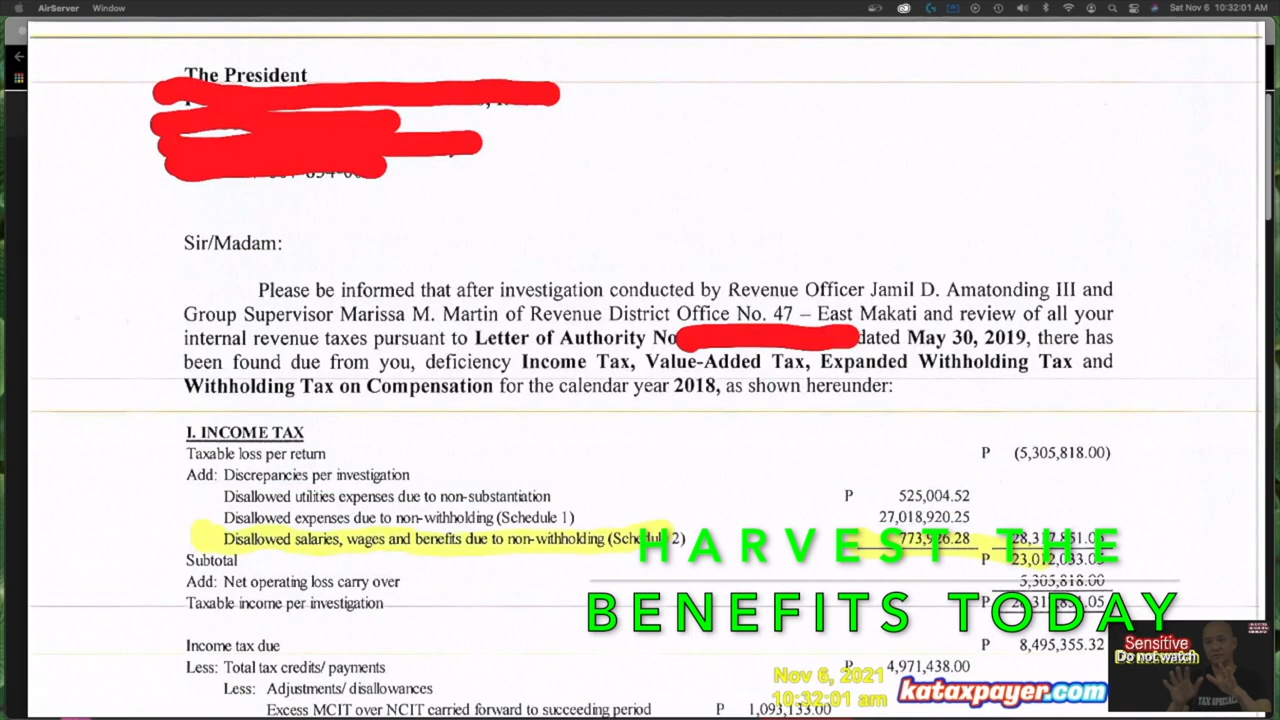 AirServer Window Sat Nov 6 10:32:01 AM
The President
Sir/Madam:
Please be informed that after investigation conducted by Revenue Officer Jamil D. Amatonding III and
Group Supervisor Marissa M. Martin of Revenue District Office No. 47 – East Makati and review of all your
internal revenue taxes pursuant to Letter of Authority No dated May 30, 2019, there has
been found due from you, deficiency Income Tax, Value-Added Tax, Expanded Withholding Tax and
Withholding Tax on Compensation for the calendar year 2018, as shown hereunder:
I. INCOME TAX
Taxable loss per return P (5,305,818.00)
Add: Discrepancies per investigation
Disallowed utilities expenses due to non-substantiation P 525,004.52
Disallowed expenses due to non-withholding (Schedule 1) 27,018,920.25
Disallowed salaries, wages and benefits due to non-withholding (Schedule 2) 773,926.28
Subtotal P
Add: Net operating loss carry over 5,305,818.00
Taxable income per investigation P
HARVEST THE
BENEFITS TODAY
Income tax due P 8,495,355.32
Less: Total tax credits/ payments P 4,971,438.00
Less: Adjustments/ disallowances
Excess MCIT over NCIT carried forward to succeeding period P 1,093,133.00
Nov 6, 2021
10:32:01 am
kataxpayer.com
Sensitive
Do not watch